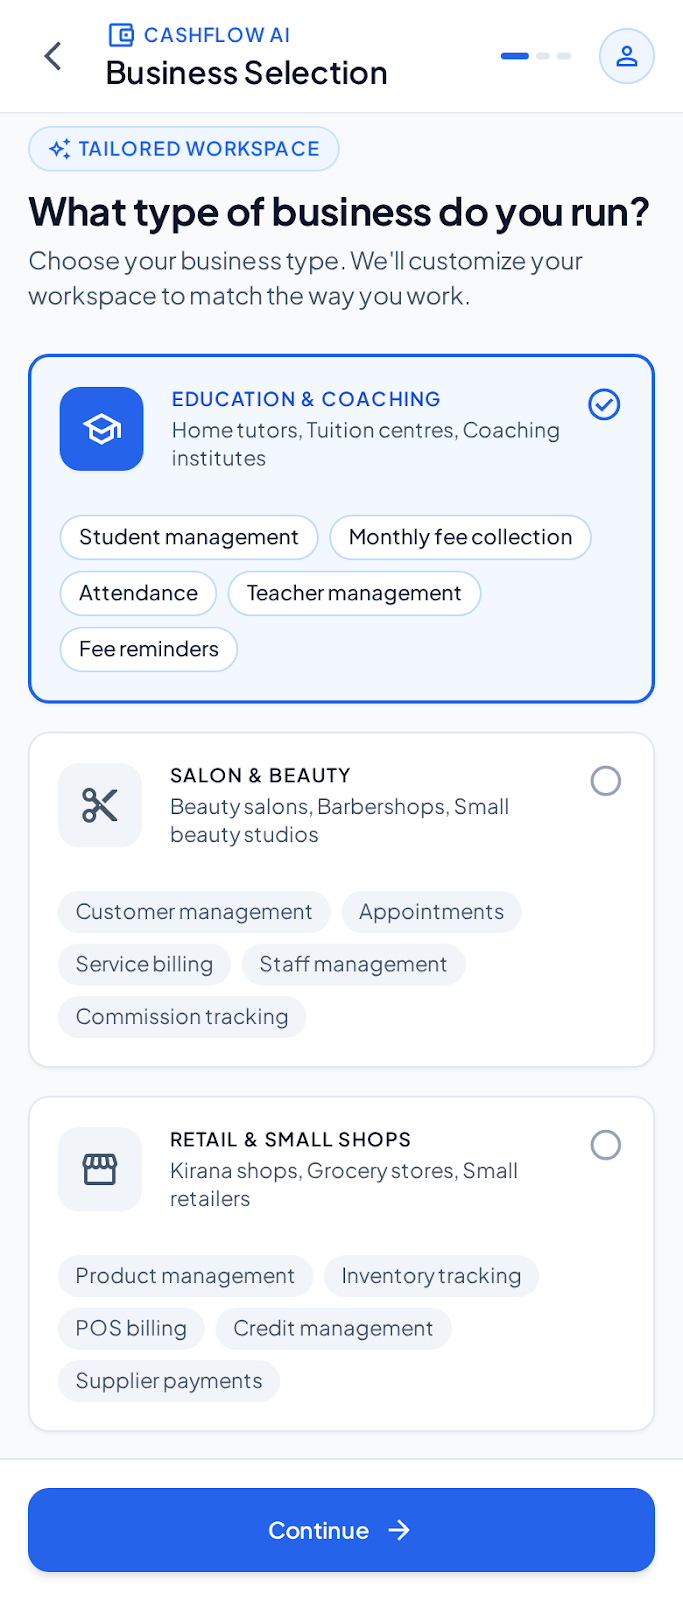 CASHFLOW AI
Business Selection
TAILORED WORKSPACE
What type of business do you run?
Choose your business type. We'll customize your
workspace to match the way you work.
EDUCATION & COACHING
Home tutors, Tuition centres, Coaching
institutes
Student management
Monthly fee collection
Attendance
Teacher management
Fee reminders
SALON & BEAUTY
Beauty salons, Barbershops, Small
beauty studios
Customer management
Appointments
Service billing
Staff management
Commission tracking
RETAIL & SMALL SHOPS
Kirana shops, Grocery stores, Small
retailers
Product management
Inventory tracking
POS billing
Credit management
Supplier payments
Continue